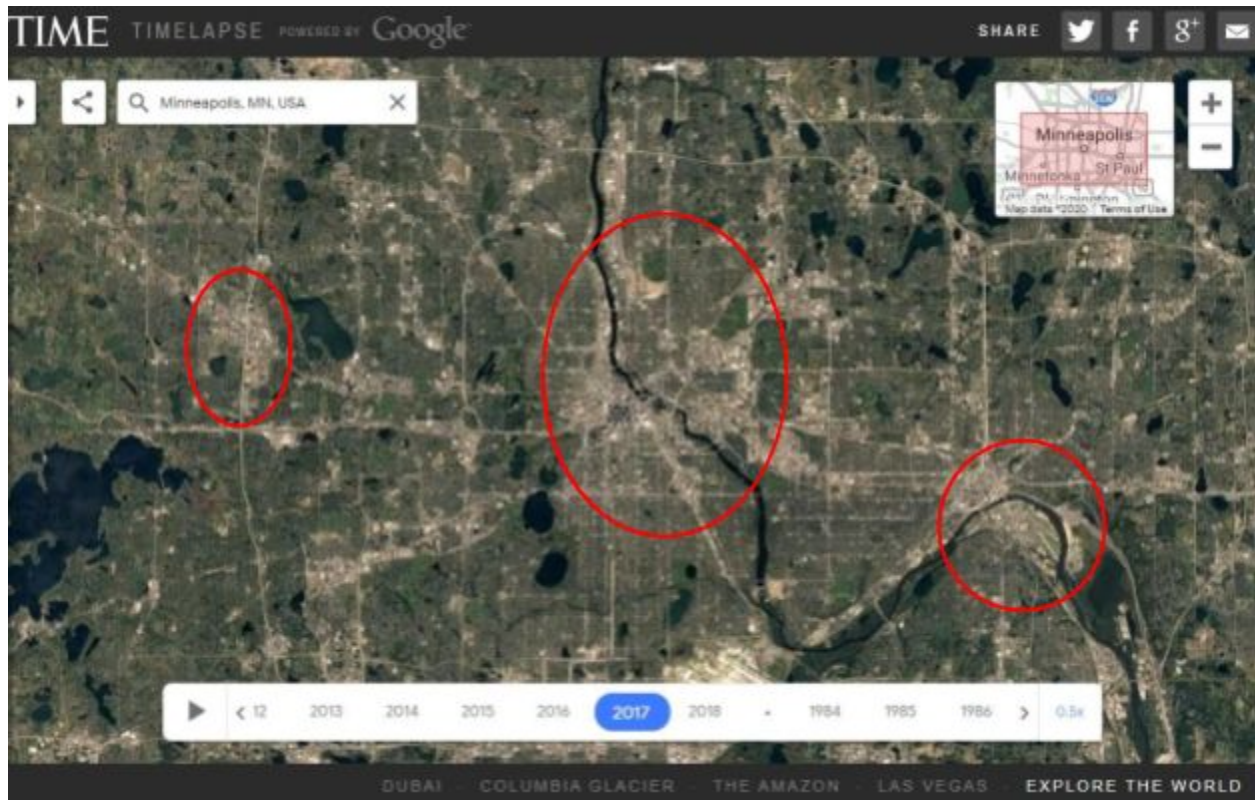 TIME TIMELAPSE POWERED BY Google
SHARE
Minneapolis, MN, USA
Minneapolis
St Paul
Minnetonka
Map data ©2020 Terms of Use
12 2013 2014 2015 2016 2017 2018 - 1984 1985 1986 0.5x
DUBAI COLUMBIA GLACIER THE AMAZON LAS VEGAS EXPLORE THE WORLD